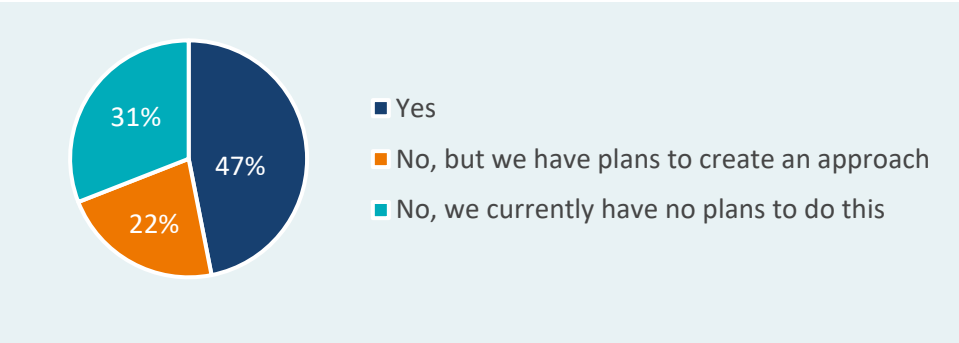 31%
47%
22%
Yes
No, but we have plans to create an approach
No, we currently have no plans to do this